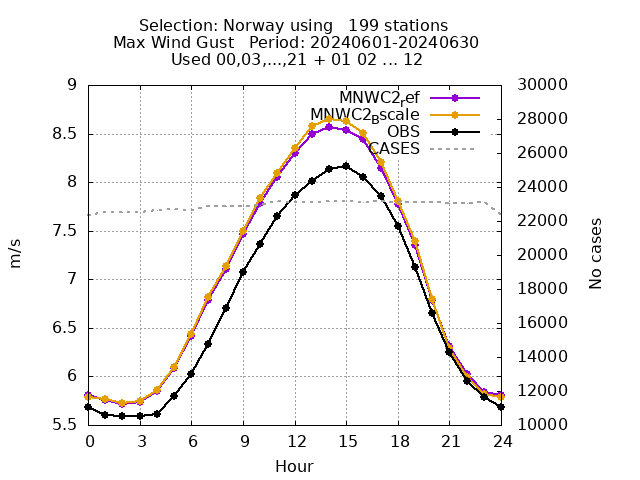 Selection: Norway using   199 stations
Max Wind Gust   Period: 20240601-20240630
Used 00,03,...,21 + 01 02 ... 12
9
8.5
8
7.5
7
6.5
6
5.5
m/s
30000
28000
26000
24000
22000
20000
18000
16000
14000
12000
10000
No cases
MNWC2ref
MNWC2Bscale
OBS
CASES
0 3 6 9 12 15 18 21 24
Hour